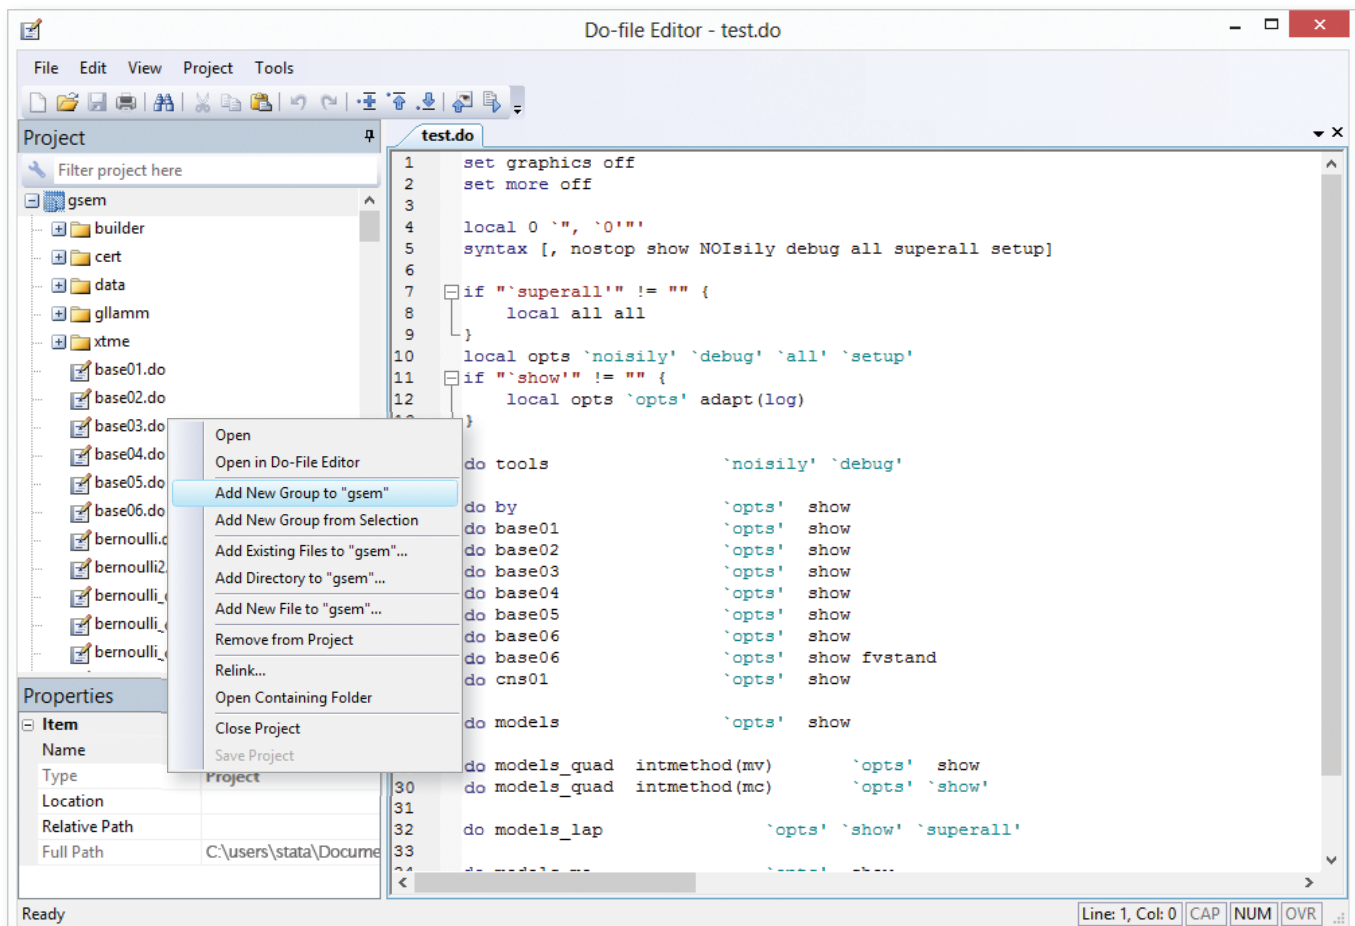 Do-file Editor - test.do
File Edit View Project Tools
Project
Filter project here
gsem
builder
cert
data
gllamm
xtme
base01.do
base02.do
base03.do
base04.do
base05.do
base06.do
bernoulli.
bernoulli2.
bernoulli_
bernoulli_
bernoulli_
Open
Open in Do-File Editor
Add New Group to "gsem"
Add New Group from Selection
Add Existing Files to "gsem"...
Add Directory to "gsem"...
Add New File to "gsem"...
Remove from Project
Relink...
Open Containing Folder
Close Project
Save Project
Properties
Item
Name
Type Project
Location
Relative Path
Full Path C:\users\stata\Docume
test.do
1 set graphics off
2 set more off
3
4 local 0 `", `0'"'
5 syntax [, nostop show NOIsily debug all superall setup]
6
7 if "`superall'" != "" {
8 local all all
9 }
10 local opts `noisily' `debug' `all' `setup'
11 if "`show'" != "" {
12 local opts `opts' adapt(log)
}
do tools `noisily' `debug'
do by `opts' show
do base01 `opts' show
do base02 `opts' show
do base03 `opts' show
do base04 `opts' show
do base05 `opts' show
do base06 `opts' show
do base06 `opts' show fvstand
do cns01 `opts' show
do models `opts' show
do models_quad intmethod(mv) `opts' show
30 do models_quad intmethod(mc) `opts' `show'
31
32 do models_lap `opts' `show' `superall'
33
Ready
Line: 1, Col: 0 CAP NUM OVR